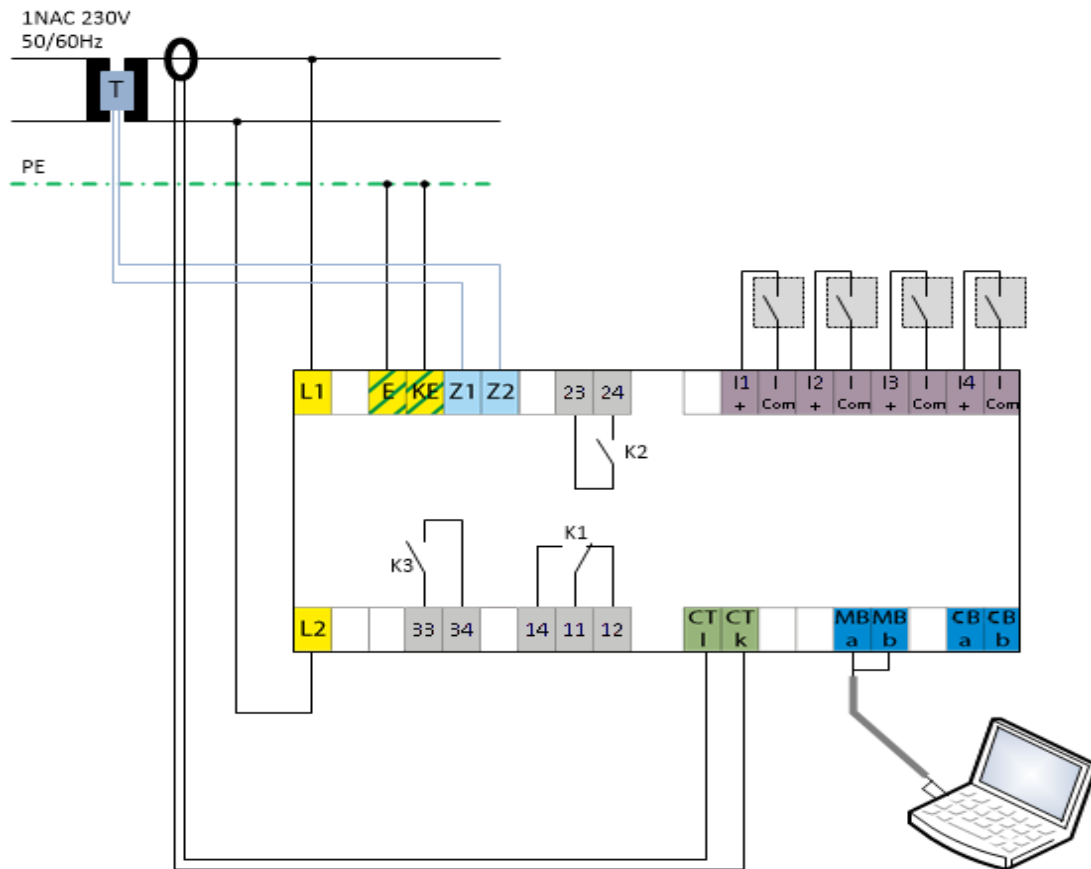 1NAC 230V
50/60Hz
T
PE
L1
E
KE
Z1
Z2
23
24
I1
+
I
Com
I2
+
I
Com
I3
+
I
Com
I4
+
I
Com
K2
K1
K3
L2
33
34
14
11
12
CT
l
CT
k
MB
a
MB
b
CB
a
CB
b